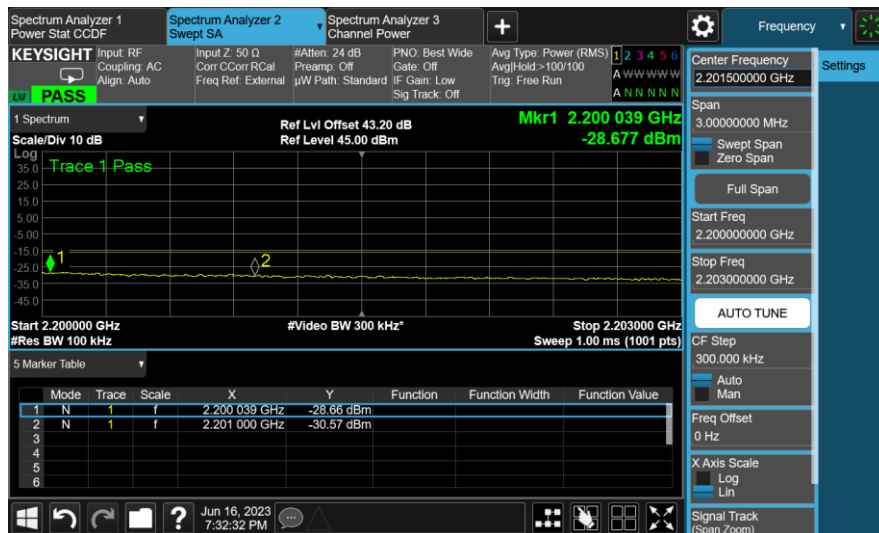 Spectrum Analyzer 1
Power Stat CCDF
Spectrum Analyzer 2
Swept SA
Spectrum Analyzer 3
Channel Power
Frequency
KEYSIGHT
LXI
PASS
Input: RF
Coupling: AC
Align: Auto
Input Z: 50 Ω
Corr CCorr RCal
Freq Ref: External
#Atten: 24 dB
Preamp: Off
µW Path: Standard
PNO: Best Wide
Gate: Off
IF Gain: Low
Sig Track: Off
Avg Type: Power (RMS)
Avg|Hold:>100/100
Trig: Free Run
1 2 3 4 5 6
A W W W W W
A N N N N N
1 Spectrum
Scale/Div 10 dB
Ref Lvl Offset 43.20 dB
Ref Level 45.00 dBm
Mkr1 2.200 039 GHz
-28.677 dBm
Log
Trace 1 Pass
35.0
25.0
15.0
5.00
-5.00
-15.0
-25.0
-35.0
-45.0
1
2
Start 2.200000 GHz
#Res BW 100 kHz
#Video BW 300 kHz*
Stop 2.203000 GHz
Sweep 1.00 ms (1001 pts)
5 Marker Table
Mode Trace Scale X Y Function Function Width Function Value
1 N 1 f 2.200 039 GHz -28.66 dBm
2 N 1 f 2.201 000 GHz -30.57 dBm
3
4
5
6
?
Jun 16, 2023
7:32:32 PM
Center Frequency
2.201500000 GHz
Span
3.00000000 MHz
Swept Span
Zero Span
Full Span
Start Freq
2.200000000 GHz
Stop Freq
2.203000000 GHz
AUTO TUNE
CF Step
300.000 kHz
Auto
Man
Freq Offset
0 Hz
X Axis Scale
Log
Lin
Signal Track
(Span Zoom)
Settings